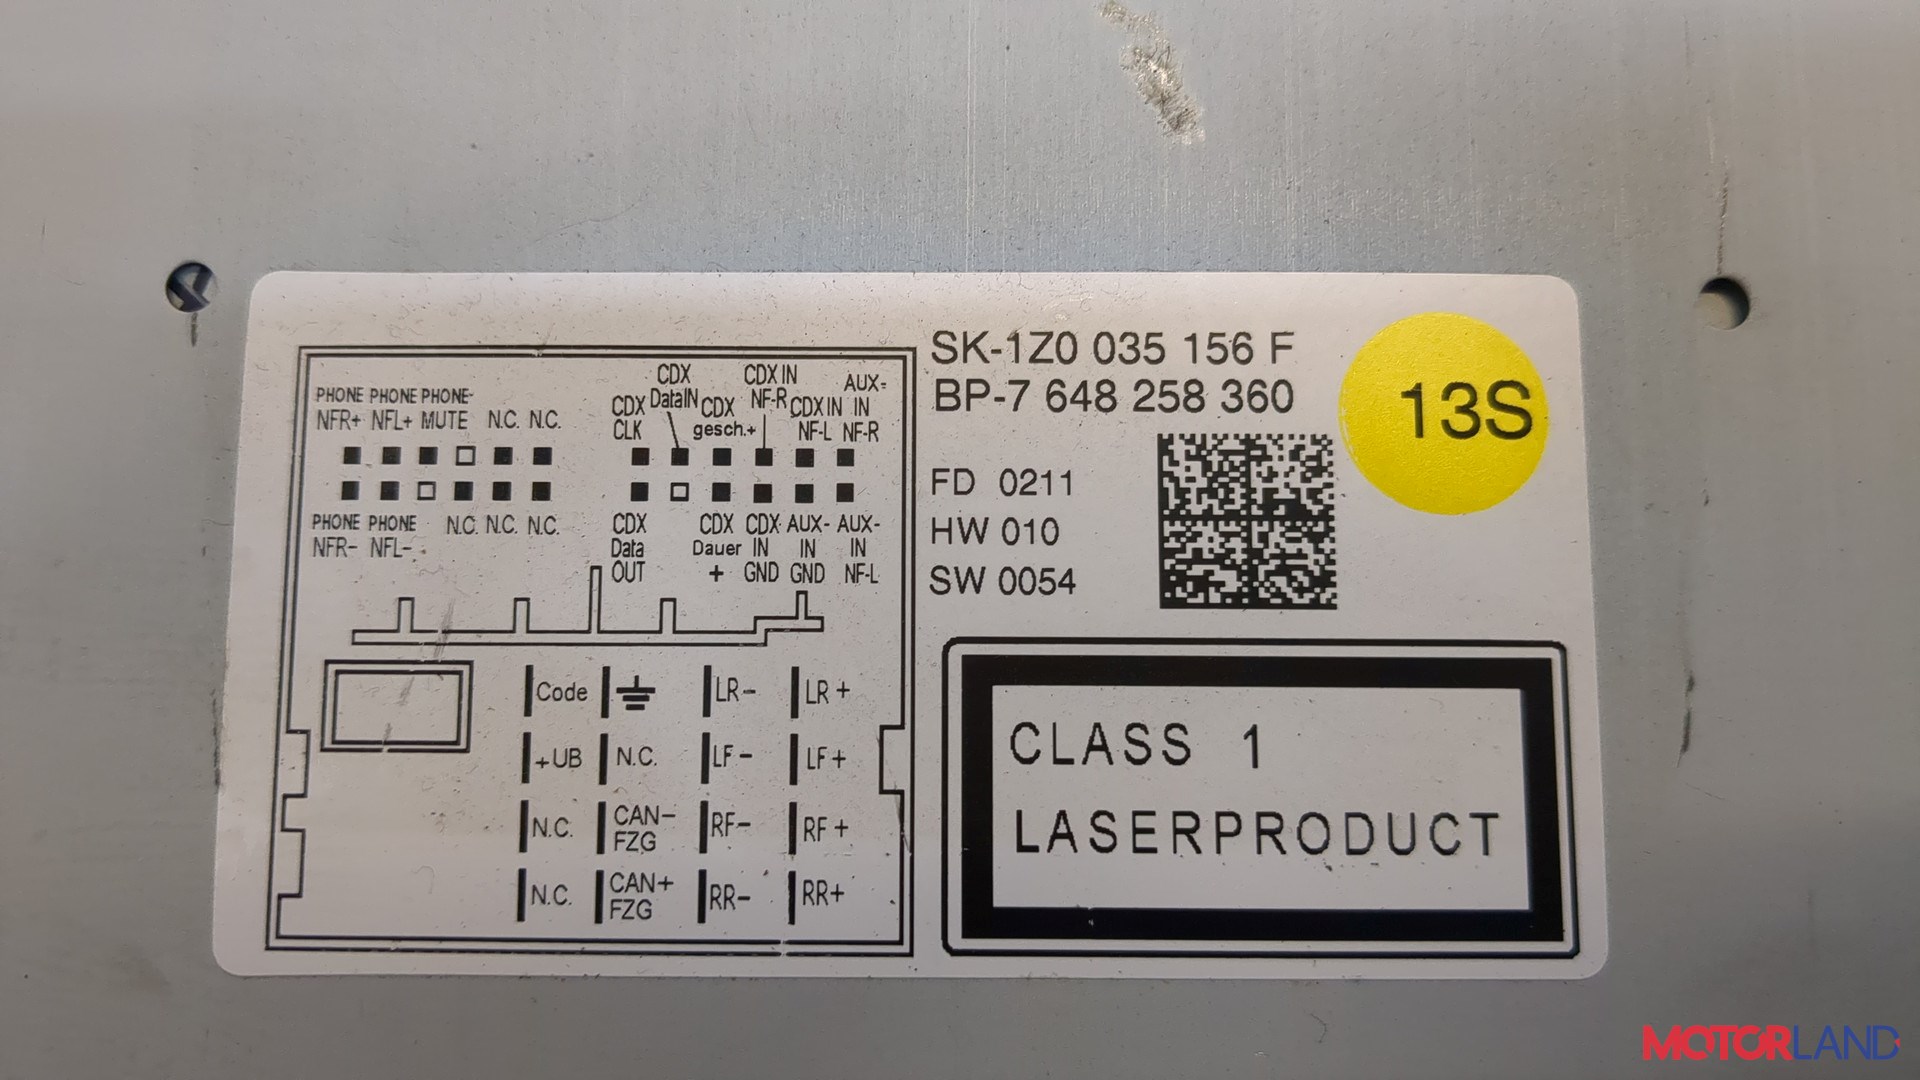 SK-1Z0 035 156 F
BP-7 648 258 360
13S
FD 0211
HW 010
SW 0054
CLASS 1
LASERPRODUCT
PHONE PHONE PHONE-
NFR+ NFL+ MUTE N.C. N.C.
PHONE PHONE N.C. N.C. N.C.
NFR- NFL-
CDX CLK
CDX DataIN
CDX gesch.+
CDX IN NF-R
CDX IN NF-L
AUX-IN NF-R
CDX Data OUT
CDX Dauer +
CDX IN GND
AUX-IN GND
AUX-IN NF-L
Code LR- LR+
+UB N.C. LF- LF+
N.C. CAN- FZG RF- RF+
N.C. CAN+ FZG RR- RR+
MOTORLAND